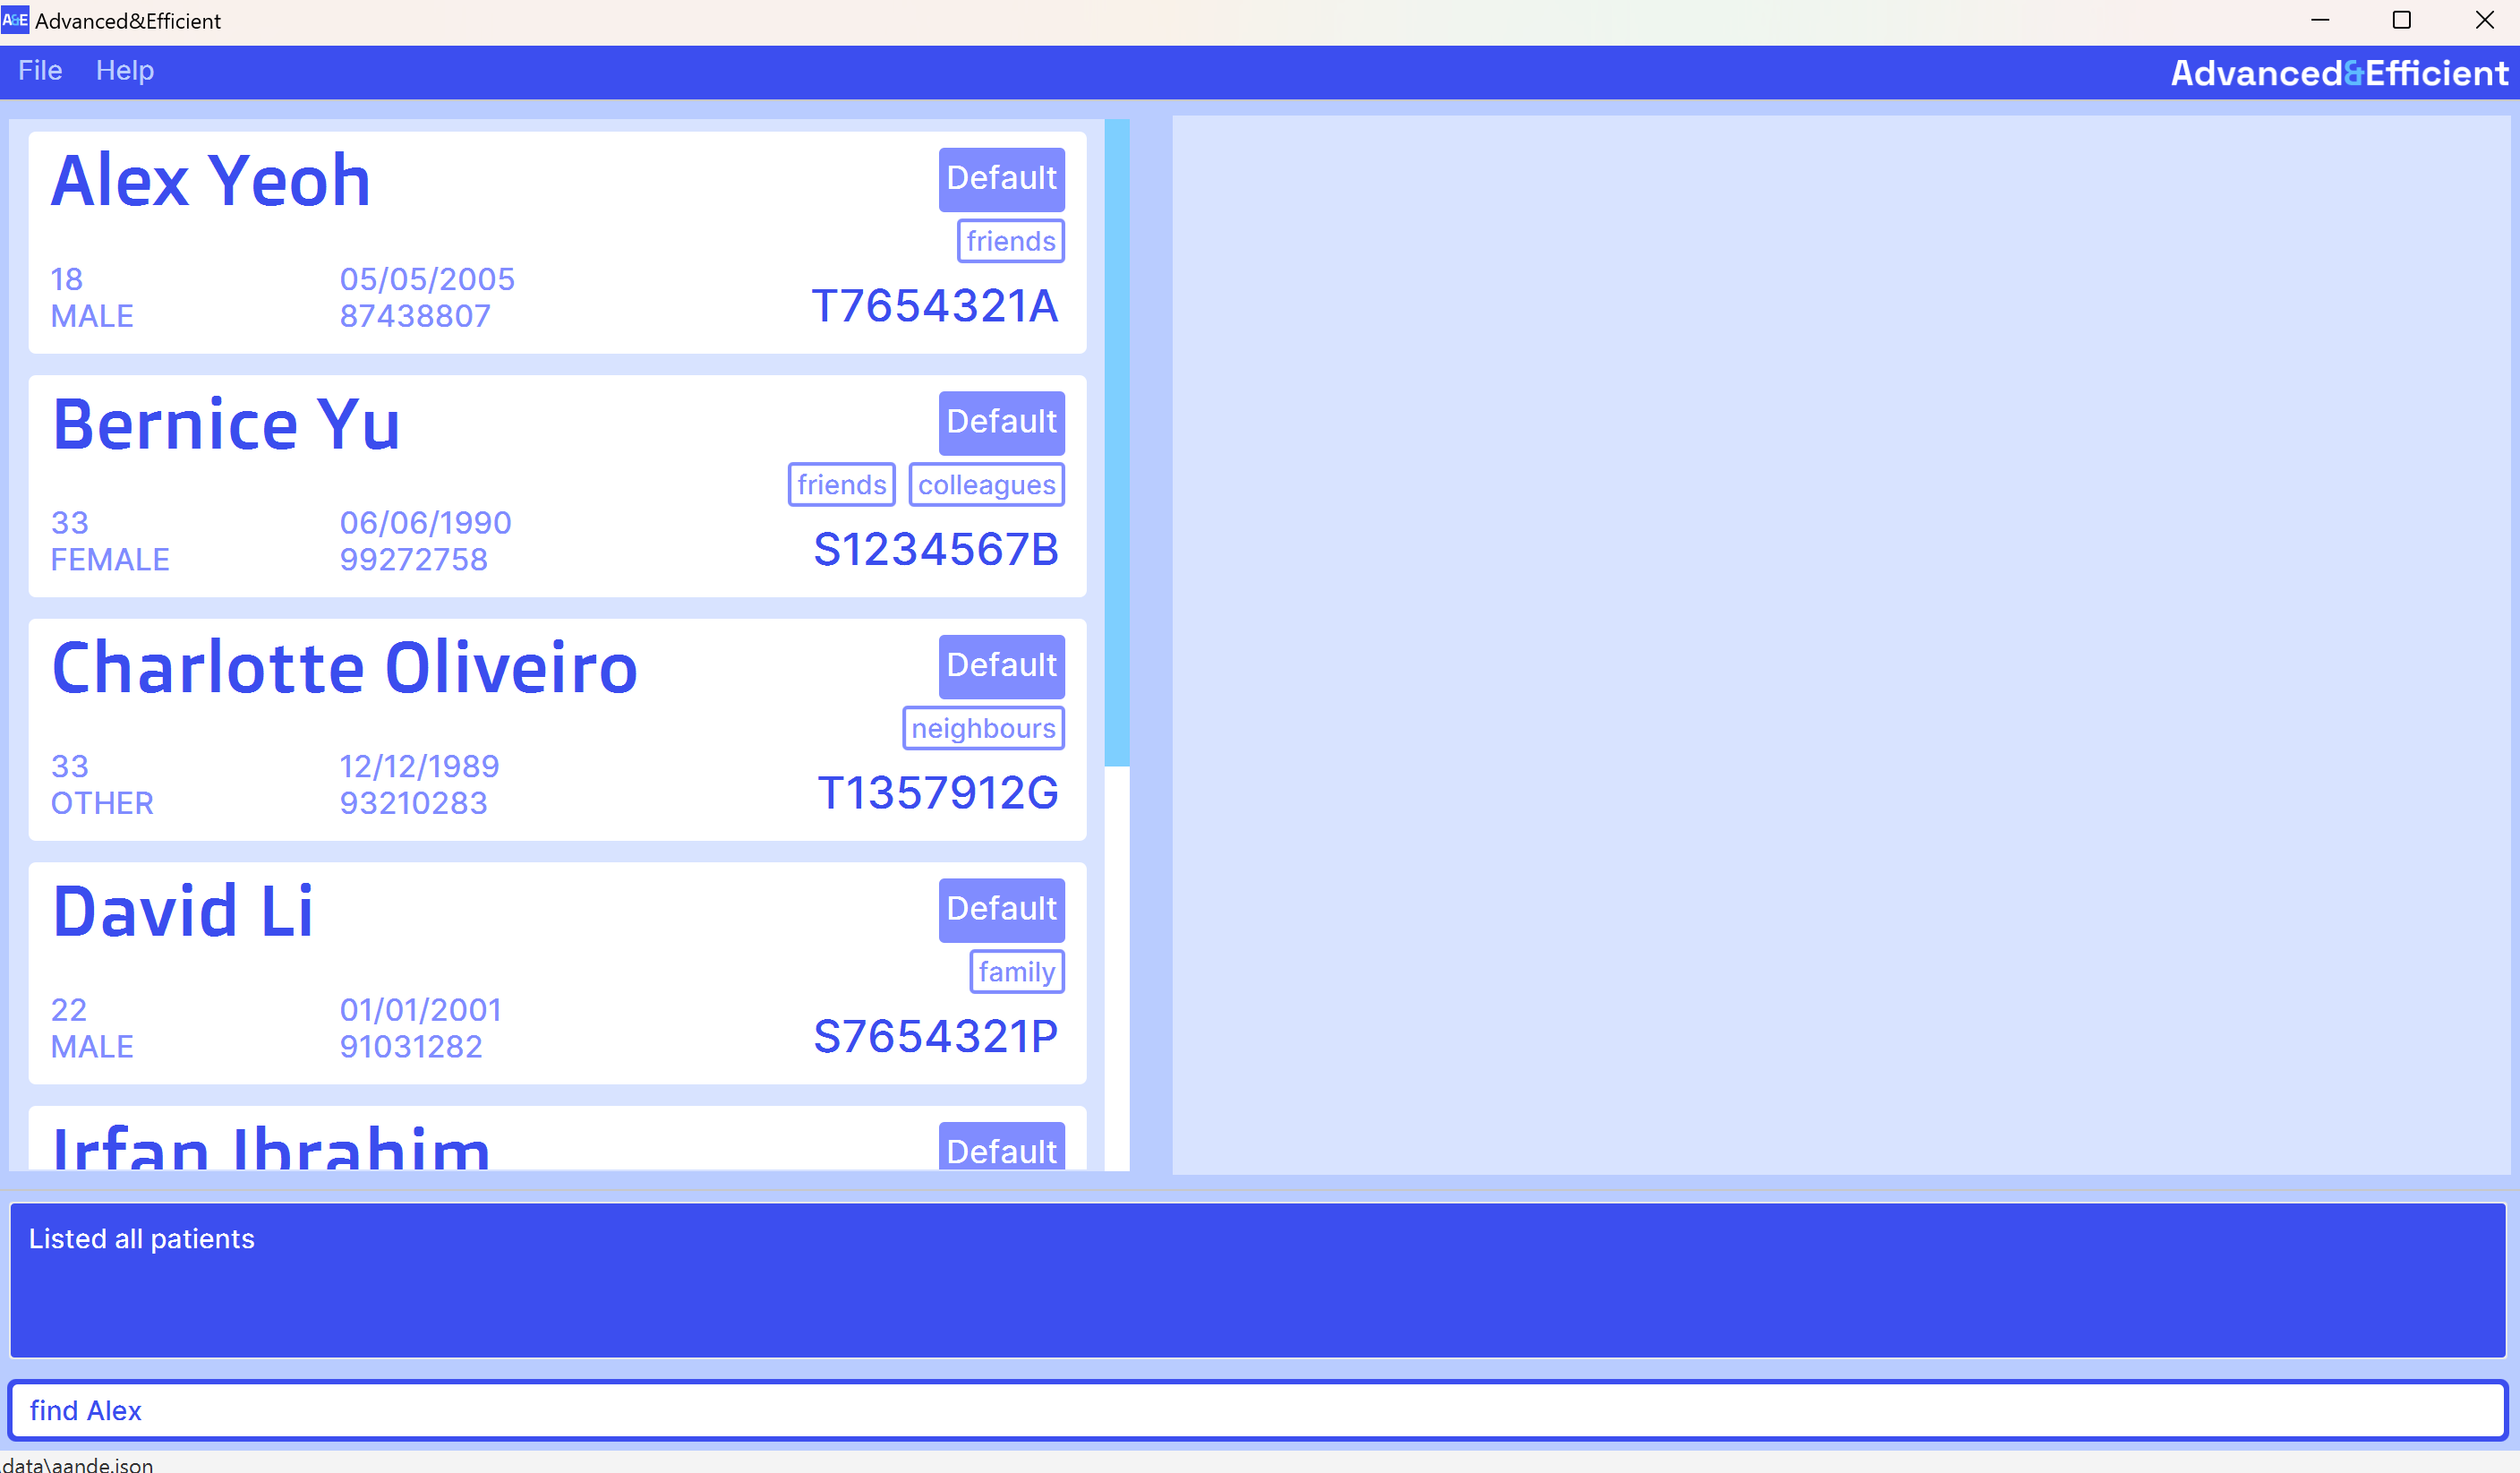 A&E Advanced&Efficient
File Help Advanced&Efficient
Alex Yeoh
Default
friends
18 05/05/2005
MALE 87438807
T7654321A
Bernice Yu
Default
friends colleagues
33 06/06/1990
FEMALE 99272758
S1234567B
Charlotte Oliveiro
Default
neighbours
33 12/12/1989
OTHER 93210283
T1357912G
David Li
Default
family
22 01/01/2001
MALE 91031282
S7654321P
Irfan Ibrahim
Default
Listed all patients
find Alex
\data\aande.json